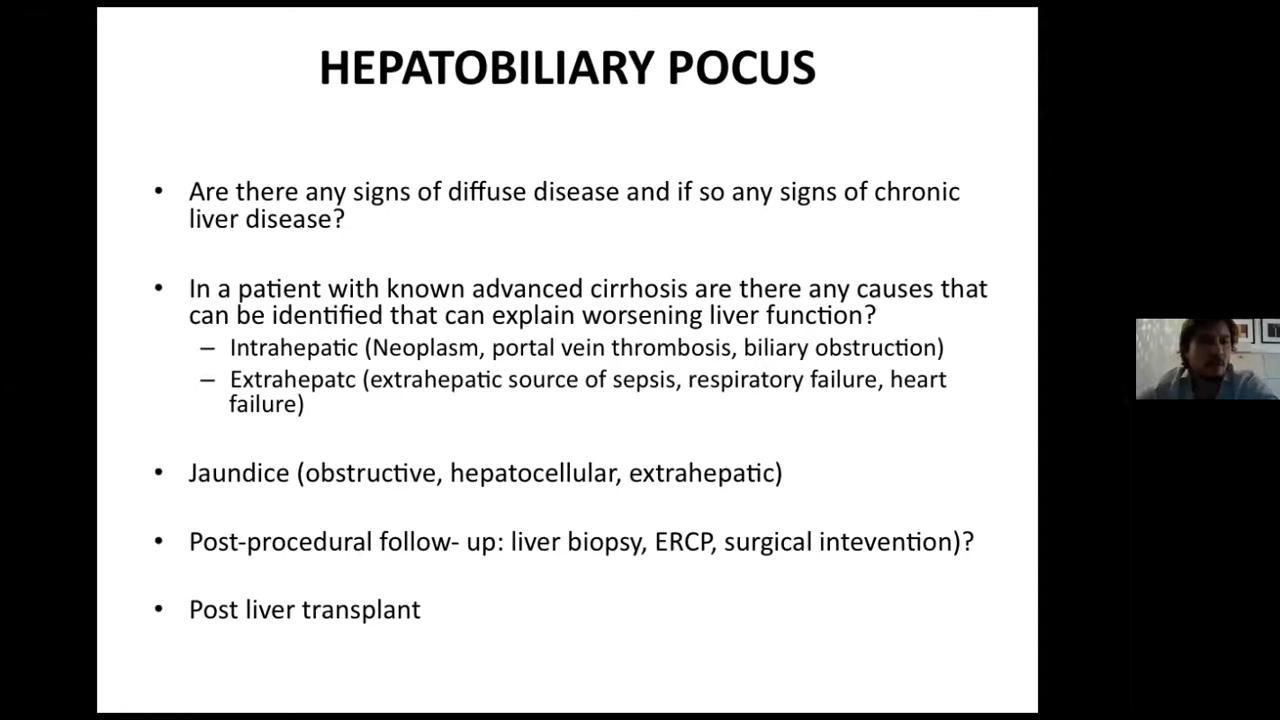 HEPATOBILIARY POCUS
• Are there any signs of diffuse disease and if so any signs of chronic
liver disease?
• In a patient with known advanced cirrhosis are there any causes that
can be identified that can explain worsening liver function?
– Intrahepatic (Neoplasm, portal vein thrombosis, biliary obstruction)
– Extrahepatc (extrahepatic source of sepsis, respiratory failure, heart
failure)
• Jaundice (obstructive, hepatocellular, extrahepatic)
• Post-procedural follow- up: liver biopsy, ERCP, surgical intevention)?
• Post liver transplant